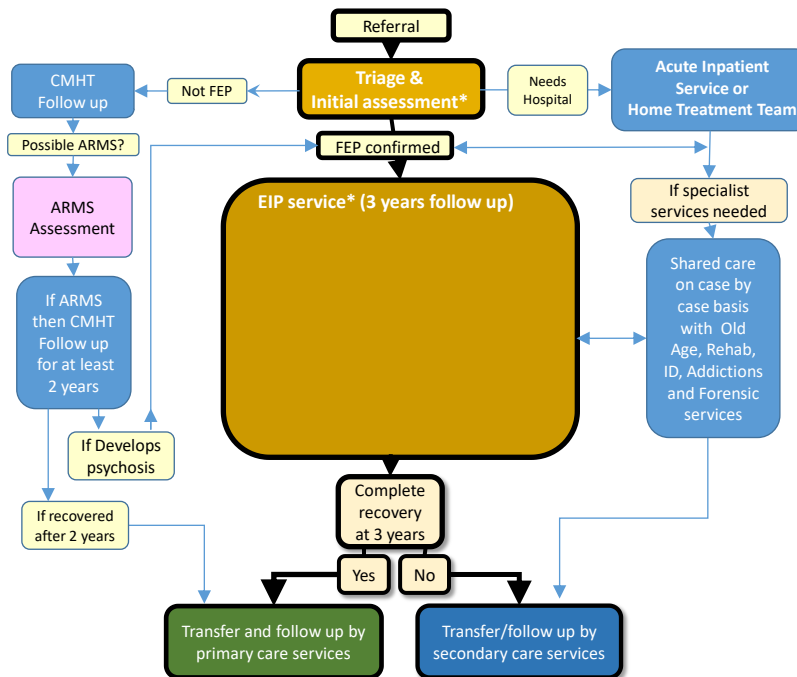 Referral
CMHT
Follow up
Not FEP
Triage &
Initial assessment*
Needs
Hospital
Acute Inpatient
Service or
Home Treatment Team
Possible ARMS?
FEP confirmed
ARMS
Assessment
EIP service* (3 years follow up)
If specialist
services needed
If ARMS
then CMHT
Follow up
for at least
2 years
Shared care
on case by
case basis
with Old
Age, Rehab,
ID, Addictions
and Forensic
services
If Develops
psychosis
If recovered
after 2 years
Complete
recovery
at 3 years
Yes
No
Transfer and follow up by
primary care services
Transfer/follow up by
secondary care services